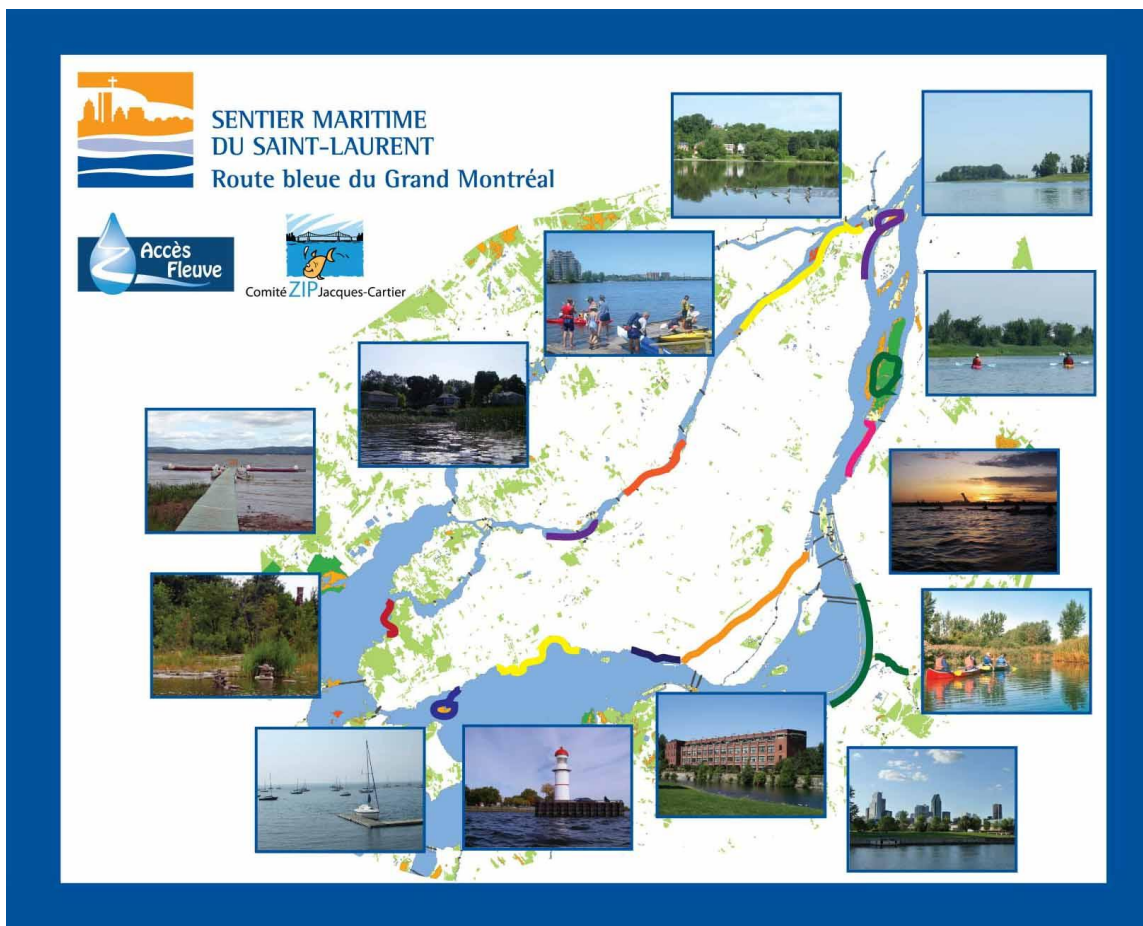 SENTIER MARITIME
DU SAINT-LAURENT
Route bleue du Grand Montréal
Accès
Fleuve
Comité ZIP Jacques-Cartier